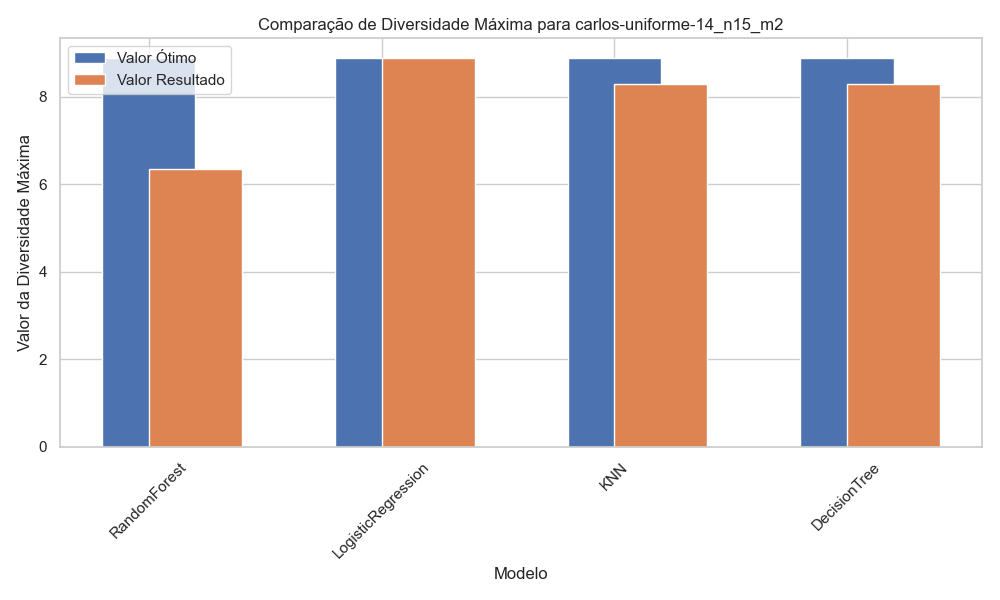 Comparação de Diversidade Máxima para carlos-uniforme-14_n15_m2
Valor Ótimo
Valor Resultado
Valor da Diversidade Máxima
8
6
4
2
0
RandomForest
LogisticRegression
KNN
DecisionTree
Modelo